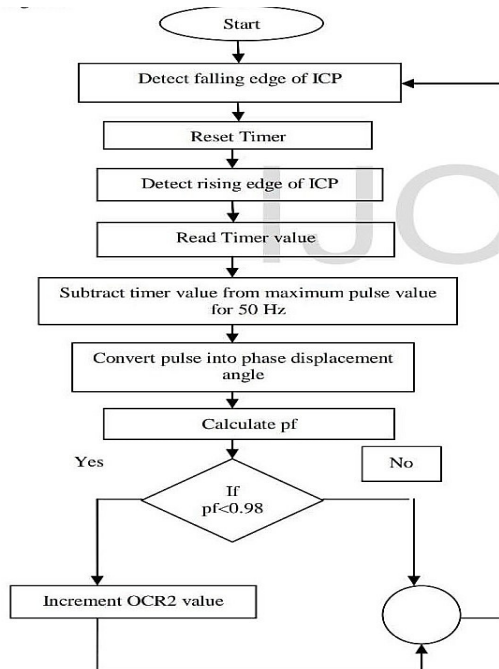 Start
Detect falling edge of ICP
Reset Timer
Detect rising edge of ICP
IJO
Read Timer value
Subtract timer value from maximum pulse value
for 50 Hz
Convert pulse into phase displacement
angle
Calculate pf
Yes
No
If
pf<0.98
Increment OCR2 value